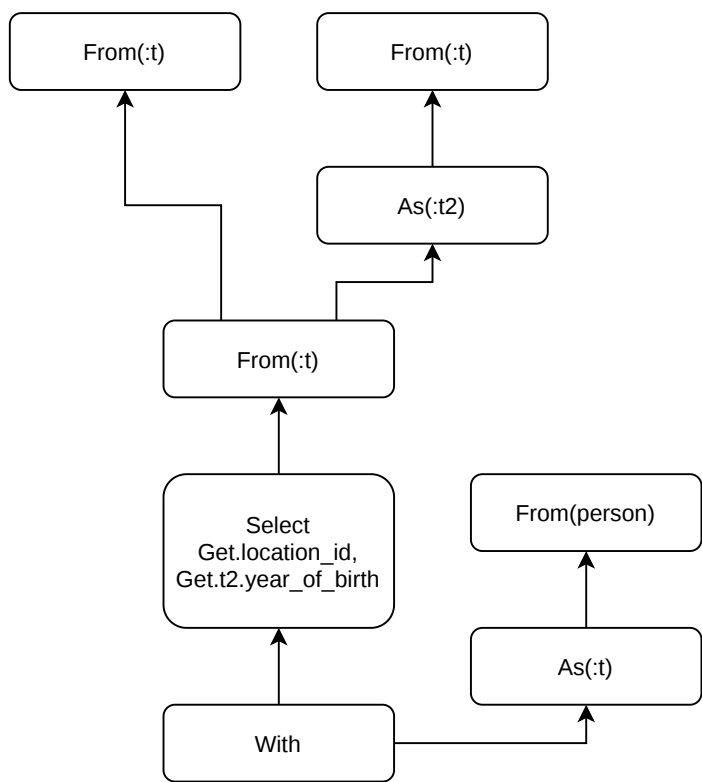 From(:t)
From(:t)
As(:t2)
From(:t)
Select
Get.location_id,
Get.t2.year_of_birth
From(person)
As(:t)
With